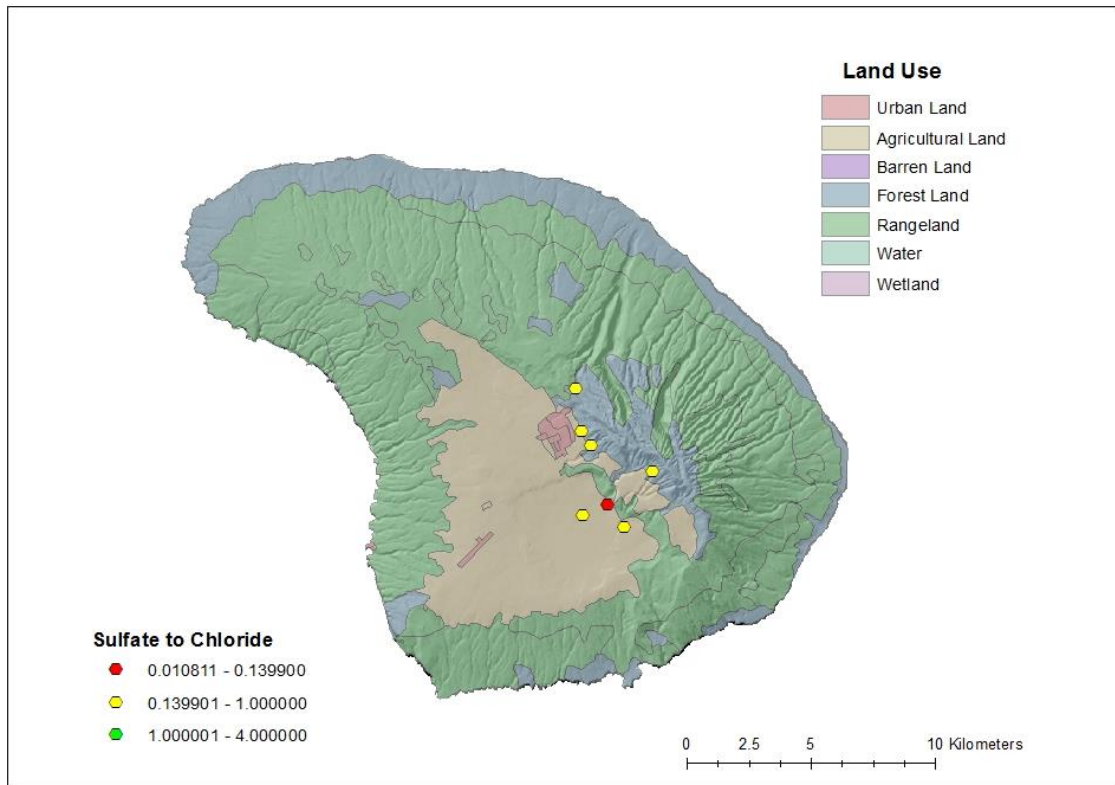 Land Use
Urban Land
Agricultural Land
Barren Land
Forest Land
Rangeland
Water
Wetland
Sulfate to Chloride
0.010811 - 0.139900
0.139901 - 1.000000
1.000001 - 4.000000
0 2.5 5 10 Kilometers